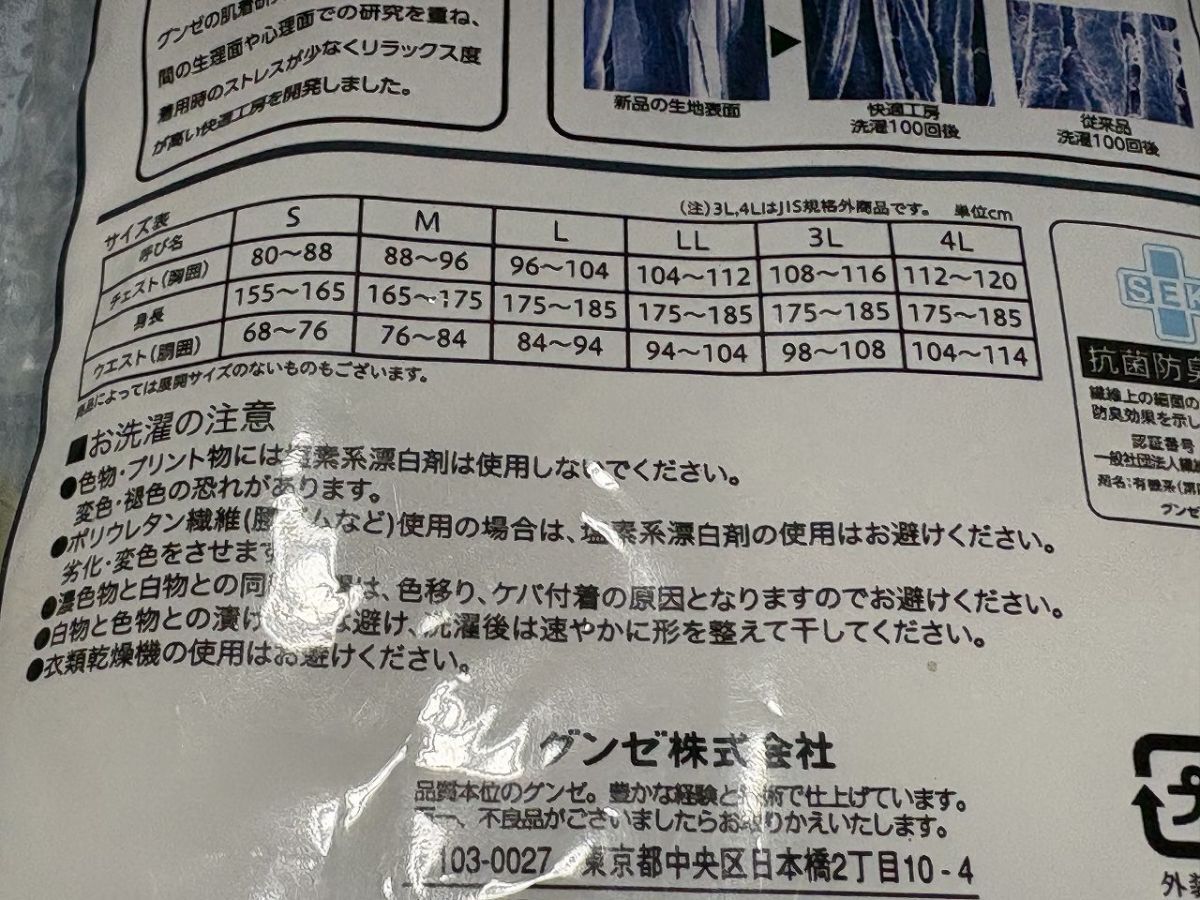 グンゼの肌着研
面での研究を重ね、
間の生理面や心理
着用時のストレスが少なくリラックス度
が高い快適工房を開発しました。
新品の生地表面
快適工房
洗濯100回後
従来品
洗濯100回後
サイズ表
(注)3L,4LはJIS規格外商品です。 単位cm
呼び名 S M L LL 3L 4L
チェスト(胸囲) 80〜88 88〜96 96〜104 104〜112 108〜116 112〜120
身長 155〜165 165〜175 175〜185 175〜185 175〜185 175〜185
ウエスト(胴囲) 68〜76 76〜84 84〜94 94〜104 98〜108 104〜114
商品によっては展開サイズのないものもございます。
■お洗濯の注意
●色物・プリント物には塩素系漂白剤は使用しないでください。
変色・褪色の恐れがあります。
●ポリウレタン繊維(腰ゴムなど)使用の場合は、塩素系漂白剤の使用はお避けください。
劣化・変色をさせます
●濃色物と白物との同 は、色移り、ケバ付着の原因となりますのでお避けください。
●白物と色物との漬け 避け、洗濯後は速やかに形を整えて干してください。
●衣類乾燥機の使用はお避けください。
SEK
抗菌防臭
繊維上の細菌の
防臭効果を示し
認証番号
一般社団法人繊維
剤名:有機系(
グンゼ
グンゼ株式会社
品質本位のグンゼ。豊かな経験と技術で仕上げています。
一、不良品がございましたらお取りかえいたします。
103-0027 東京都中央区日本橋2丁目10-4
プ
外装